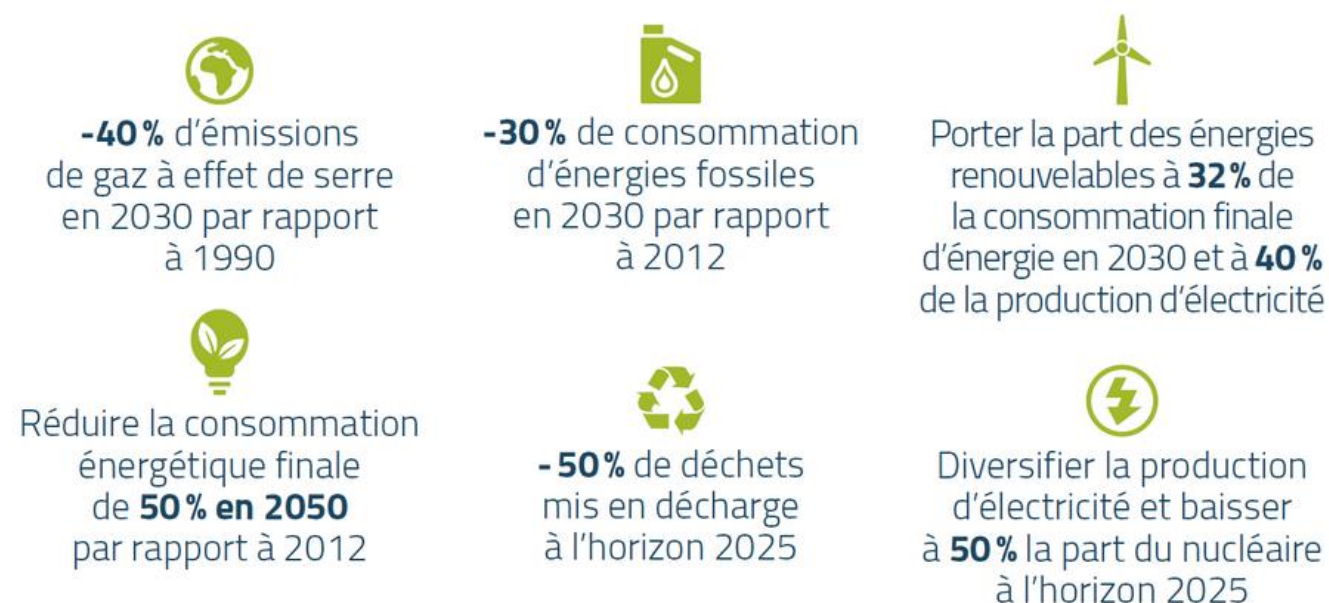 -40 % d'émissions
de gaz à effet de serre
en 2030 par rapport
à 1990
-30 % de consommation
d'énergies fossiles
en 2030 par rapport
à 2012
Porter la part des énergies
renouvelables à 32 % de
la consommation finale
d'énergie en 2030 et à 40 %
de la production d'électricité
Réduire la consommation
énergétique finale
de 50 % en 2050
par rapport à 2012
- 50 % de déchets
mis en décharge
à l'horizon 2025
Diversifier la production
d'électricité et baisser
à 50 % la part du nucléaire
à l'horizon 2025